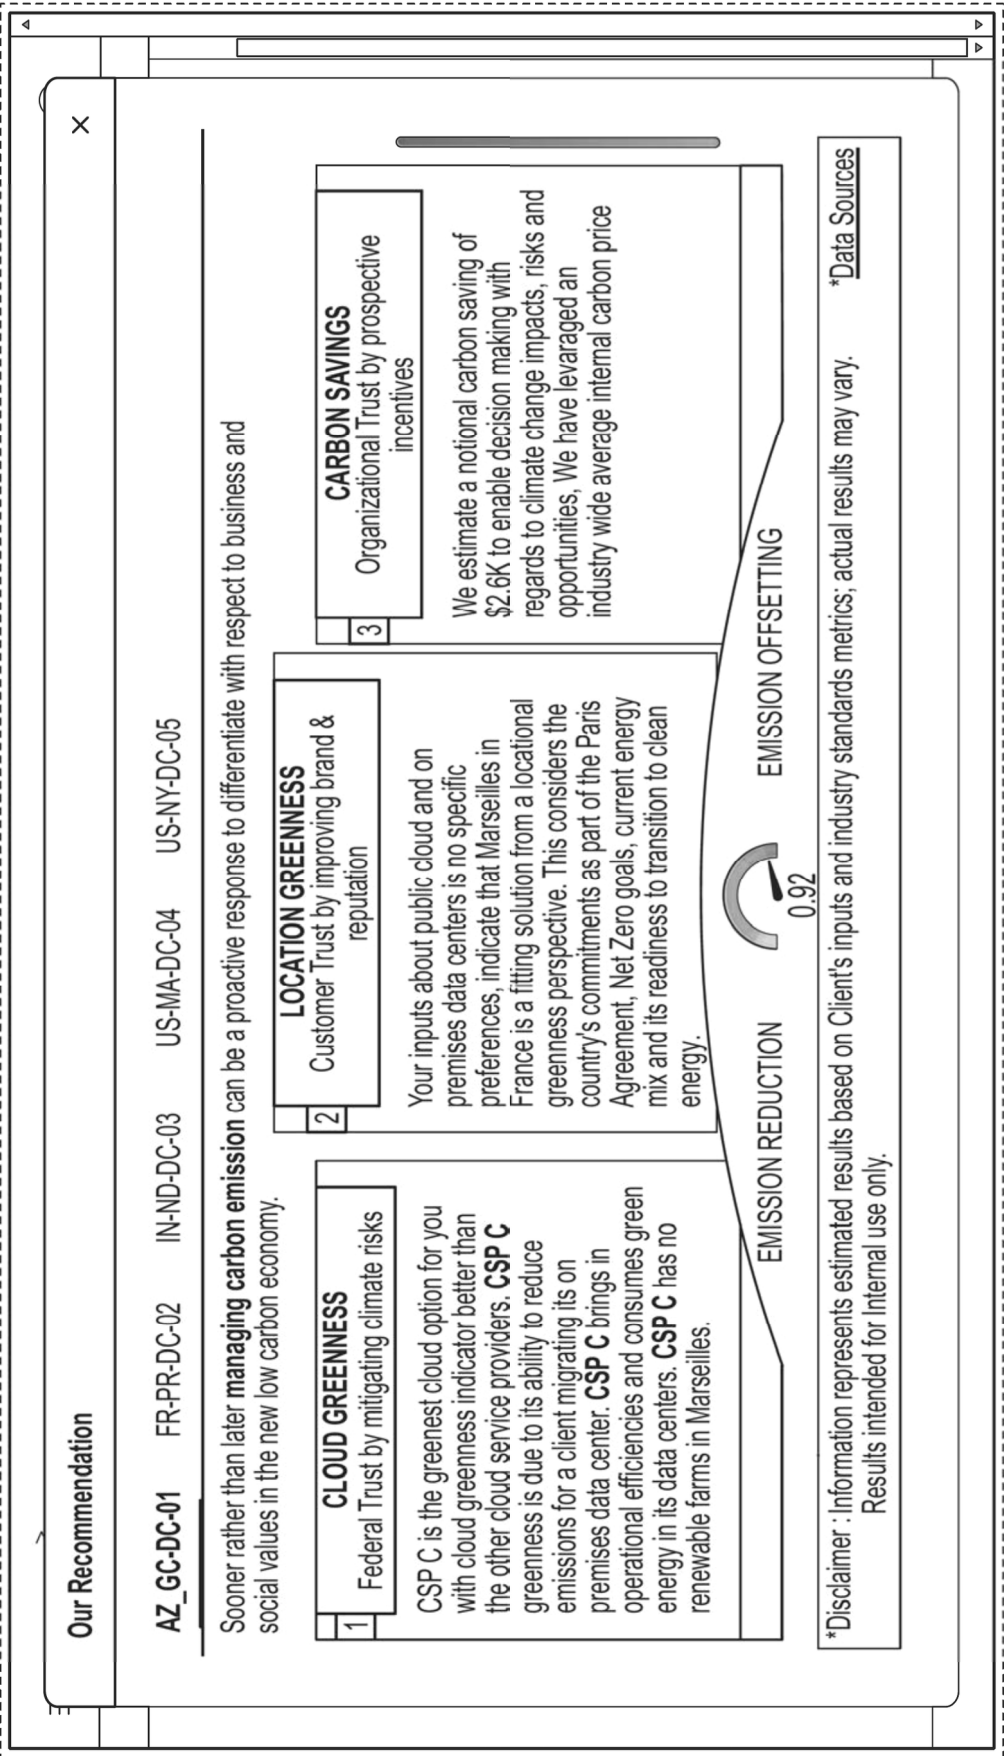 Our Recommendation
X
AZ_GC-DC-01 FR-PR-DC-02 IN-ND-DC-03 US-MA-DC-04 US-NY-DC-05
Sooner rather than later managing carbon emission can be a proactive response to differentiate with respect to business and
social values in the new low carbon economy.
1
CLOUD GREENNESS
Federal Trust by mitigating climate risks
CSP C is the greenest cloud option for you
with cloud greenness indicator better than
the other cloud service providers. CSP C
greenness is due to its ability to reduce
emissions for a client migrating its on
premises data center. CSP C brings in
operational efficiencies and consumes green
energy in its data centers. CSP C has no
renewable farms in Marseilles.
2
LOCATION GREENNESS
Customer Trust by improving brand &
reputation
Your inputs about public cloud and on
premises data centers is no specific
preferences, indicate that Marseilles in
France is a fitting solution from a locational
greenness perspective. This considers the
country's commitments as part of the Paris
Agreement, Net Zero goals, current energy
mix and its readiness to transition to clean
energy.
3
CARBON SAVINGS
Organizational Trust by prospective
incentives
We estimate a notional carbon saving of
$2.6K to enable decision making with
regards to climate change impacts, risks and
opportunities, We have levaraged an
industry wide average internal carbon price
EMISSION REDUCTION
0.92
EMISSION OFFSETTING
*Disclaimer : Information represents estimated results based on Client's inputs and industry standards metrics; actual results may vary.
Results intended for Internal use only.
*Data Sources